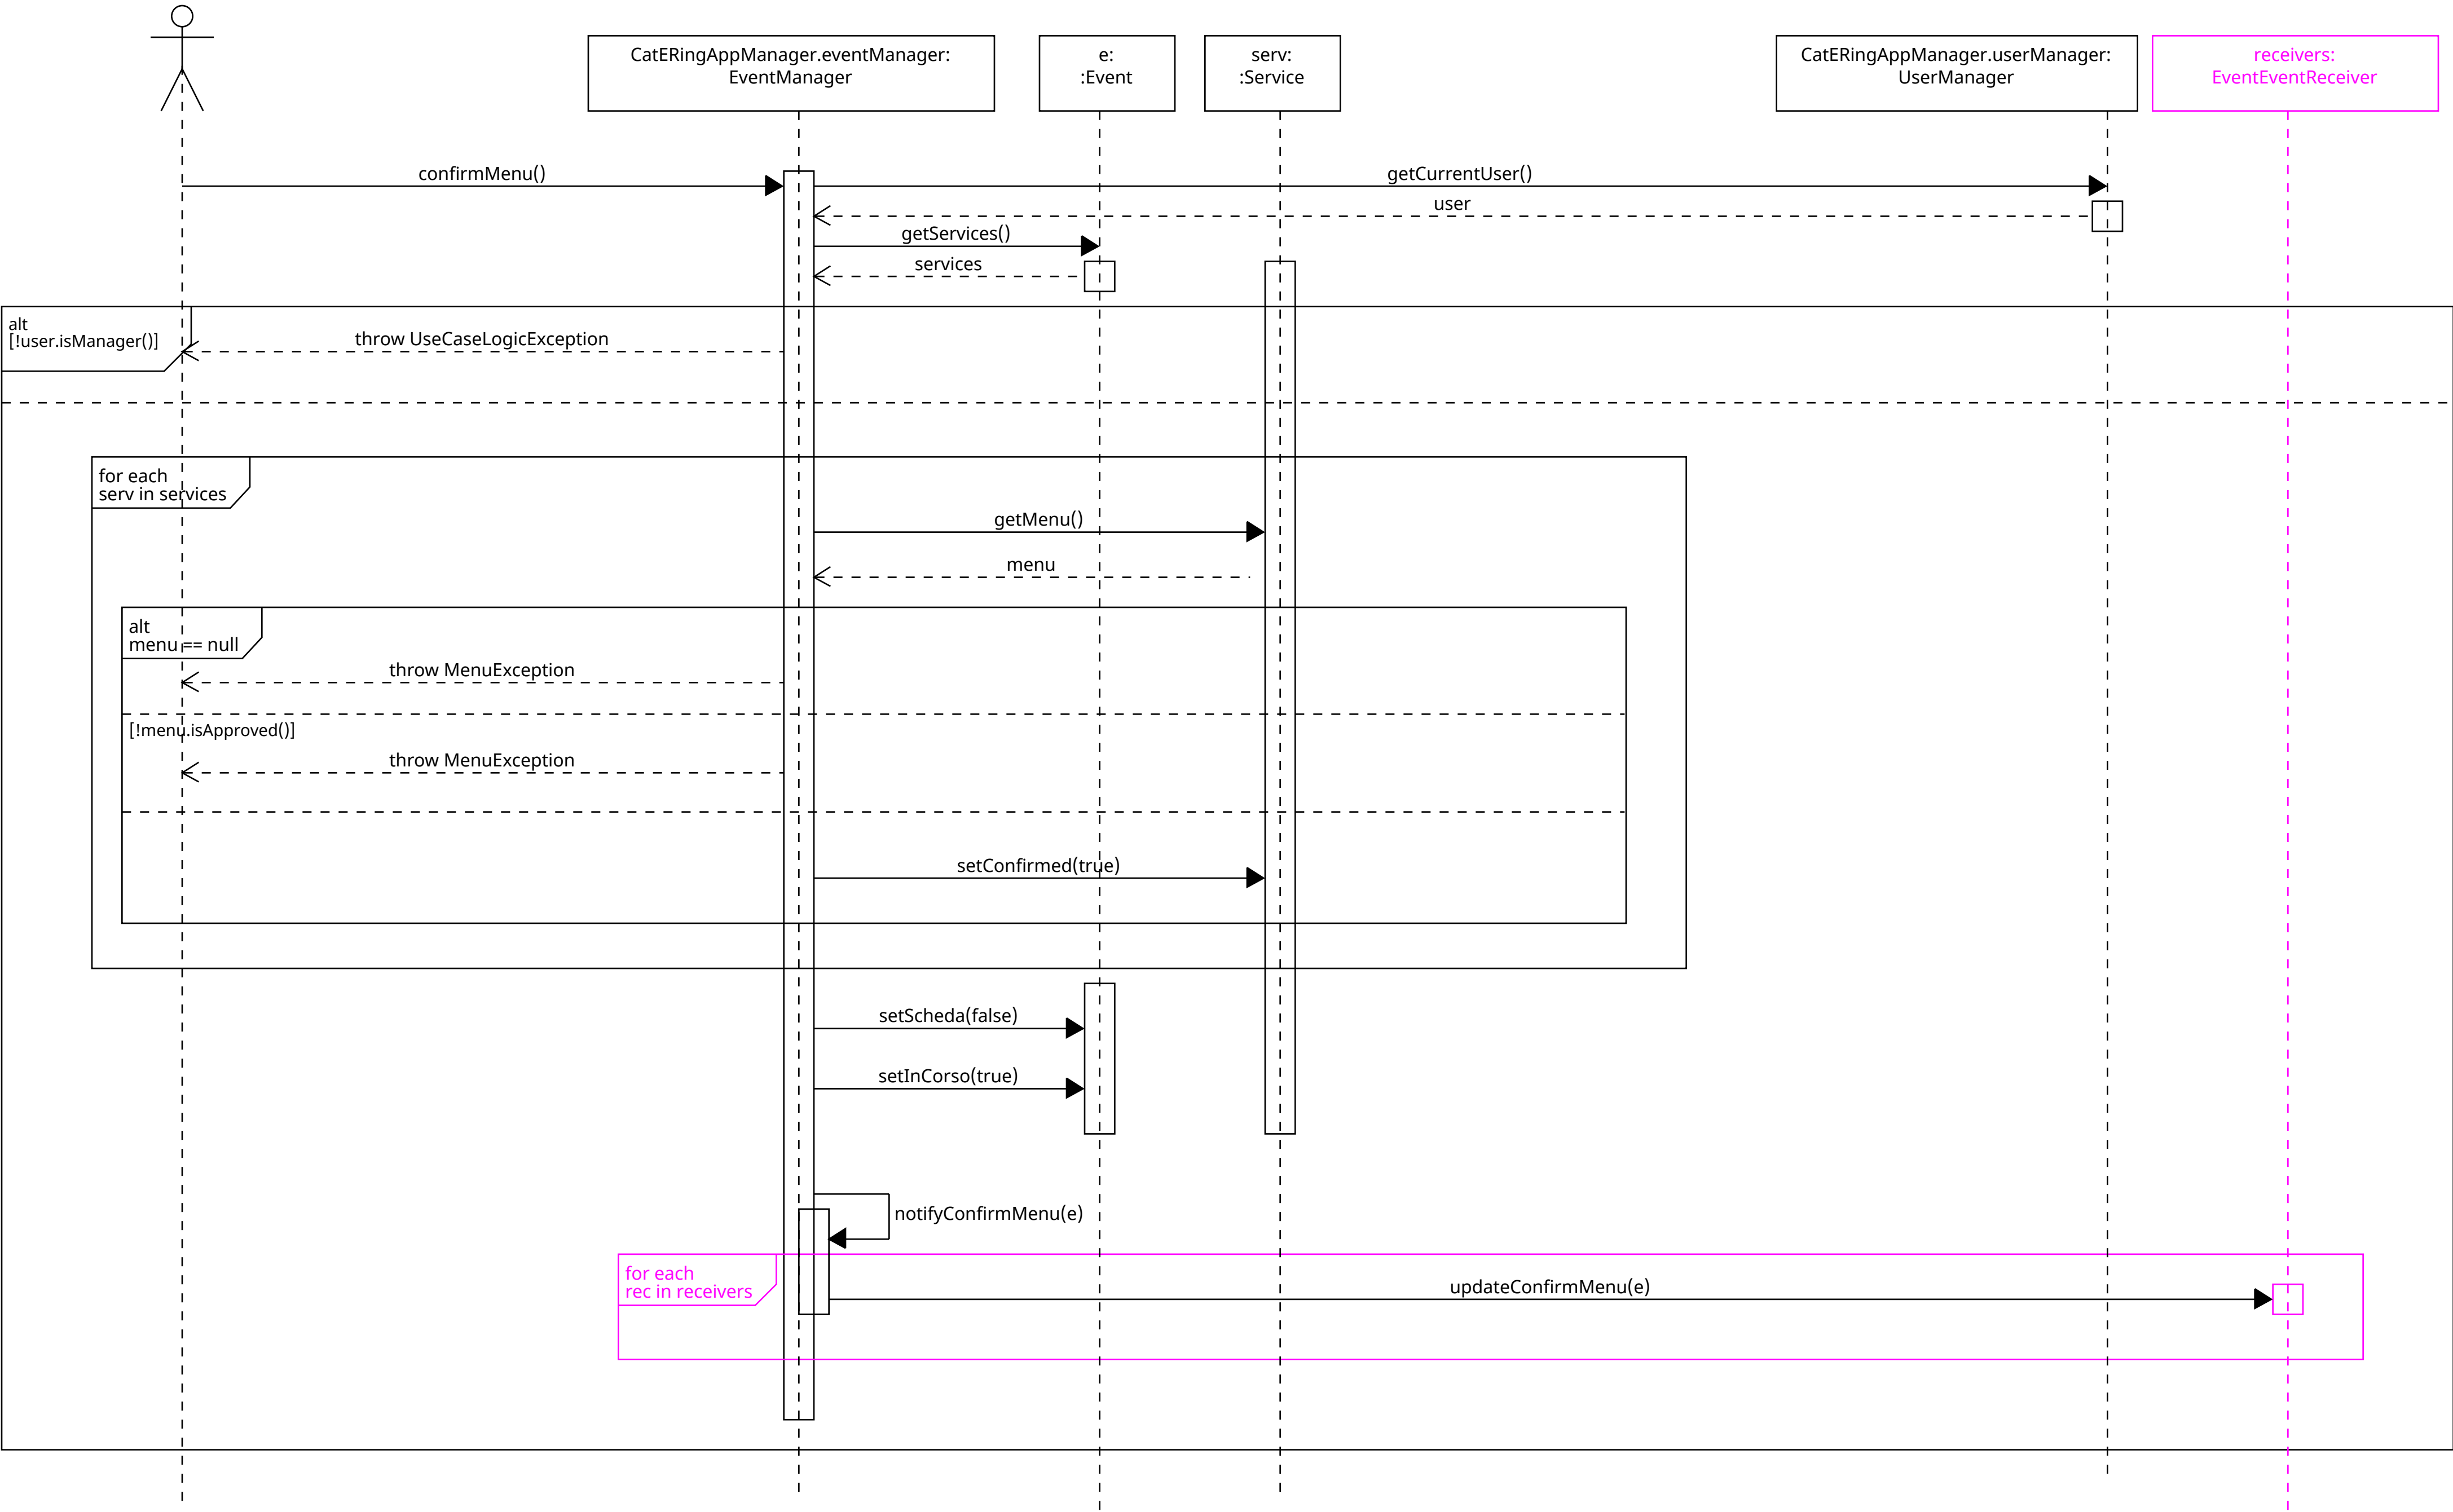 CatERingAppManager.eventManager:
EventManager
e:
:Event
serv:
:Service
CatERingAppManager.userManager:
UserManager
receivers:
EventEventReceiver
confirmMenu()
getCurrentUser()
user
getServices()
services
alt
[!user.isManager()]
throw UseCaseLogicException
for each
serv in services
getMenu()
menu
alt
menu == null
throw MenuException
[!menu.isApproved()]
throw MenuException
setConfirmed(true)
setScheda(false)
setInCorso(true)
notifyConfirmMenu(e)
for each
rec in receivers
updateConfirmMenu(e)